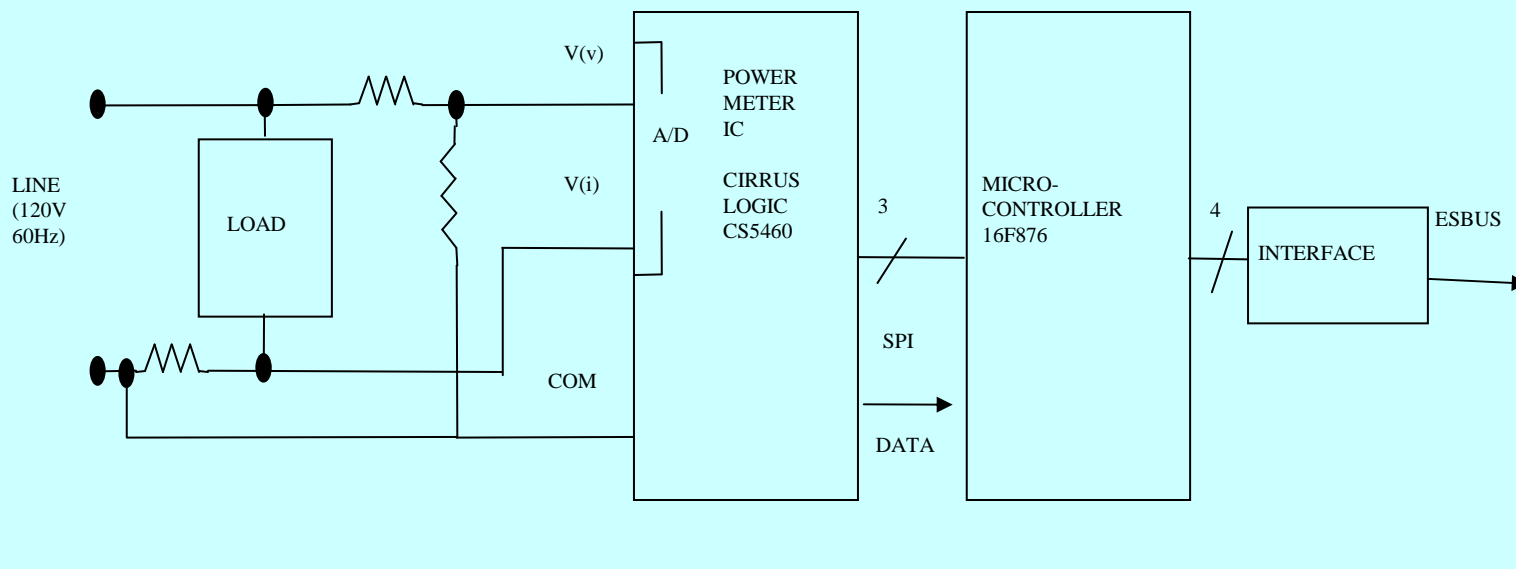 LINE
(120V
60Hz)
LOAD
V(v)
V(i)
COM
A/D
POWER
METER
IC
CIRRUS
LOGIC
CS5460
3
SPI
DATA
MICRO-
CONTROLLER
16F876
4
INTERFACE
ESBUS